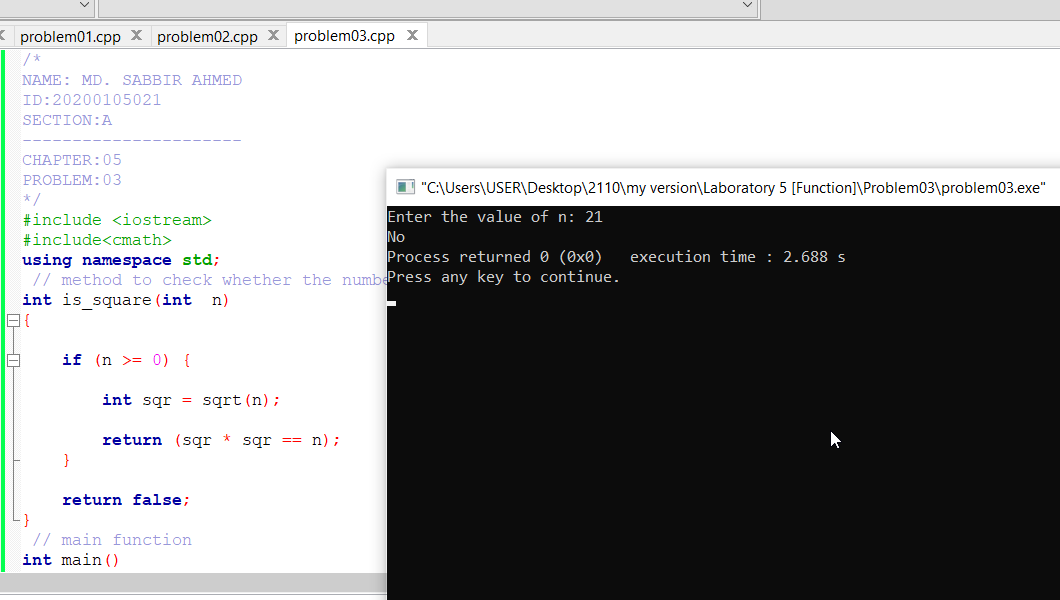 problem01.cpp
problem02.cpp
problem03.cpp
/*
NAME: MD. SABBIR AHMED
ID:20200105021
SECTION:A
----------------------
CHAPTER:05
PROBLEM:03
*/
#include <iostream>
#include<cmath>
using namespace std;
// method to check whether the numbe
int is_square(int  n)
{
if (n >= 0) {
int sqr = sqrt(n);
return (sqr * sqr == n);
}
return false;
}
// main function
int main()
"C:\Users\USER\Desktop\2110\my version\Laboratory 5 [Function]\Problem03\problem03.exe"
Enter the value of n: 21
No
Process returned 0 (0x0)   execution time : 2.688 s
Press any key to continue.